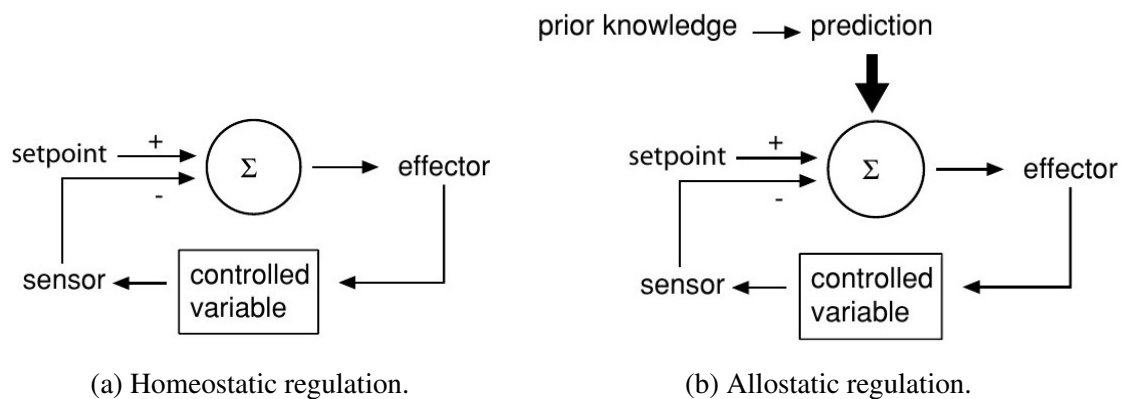 prior knowledge
prediction
setpoint
+
-
Σ
effector
sensor
controlled
variable
setpoint
+
-
Σ
effector
sensor
controlled
variable
(a) Homeostatic regulation.
(b) Allostatic regulation.